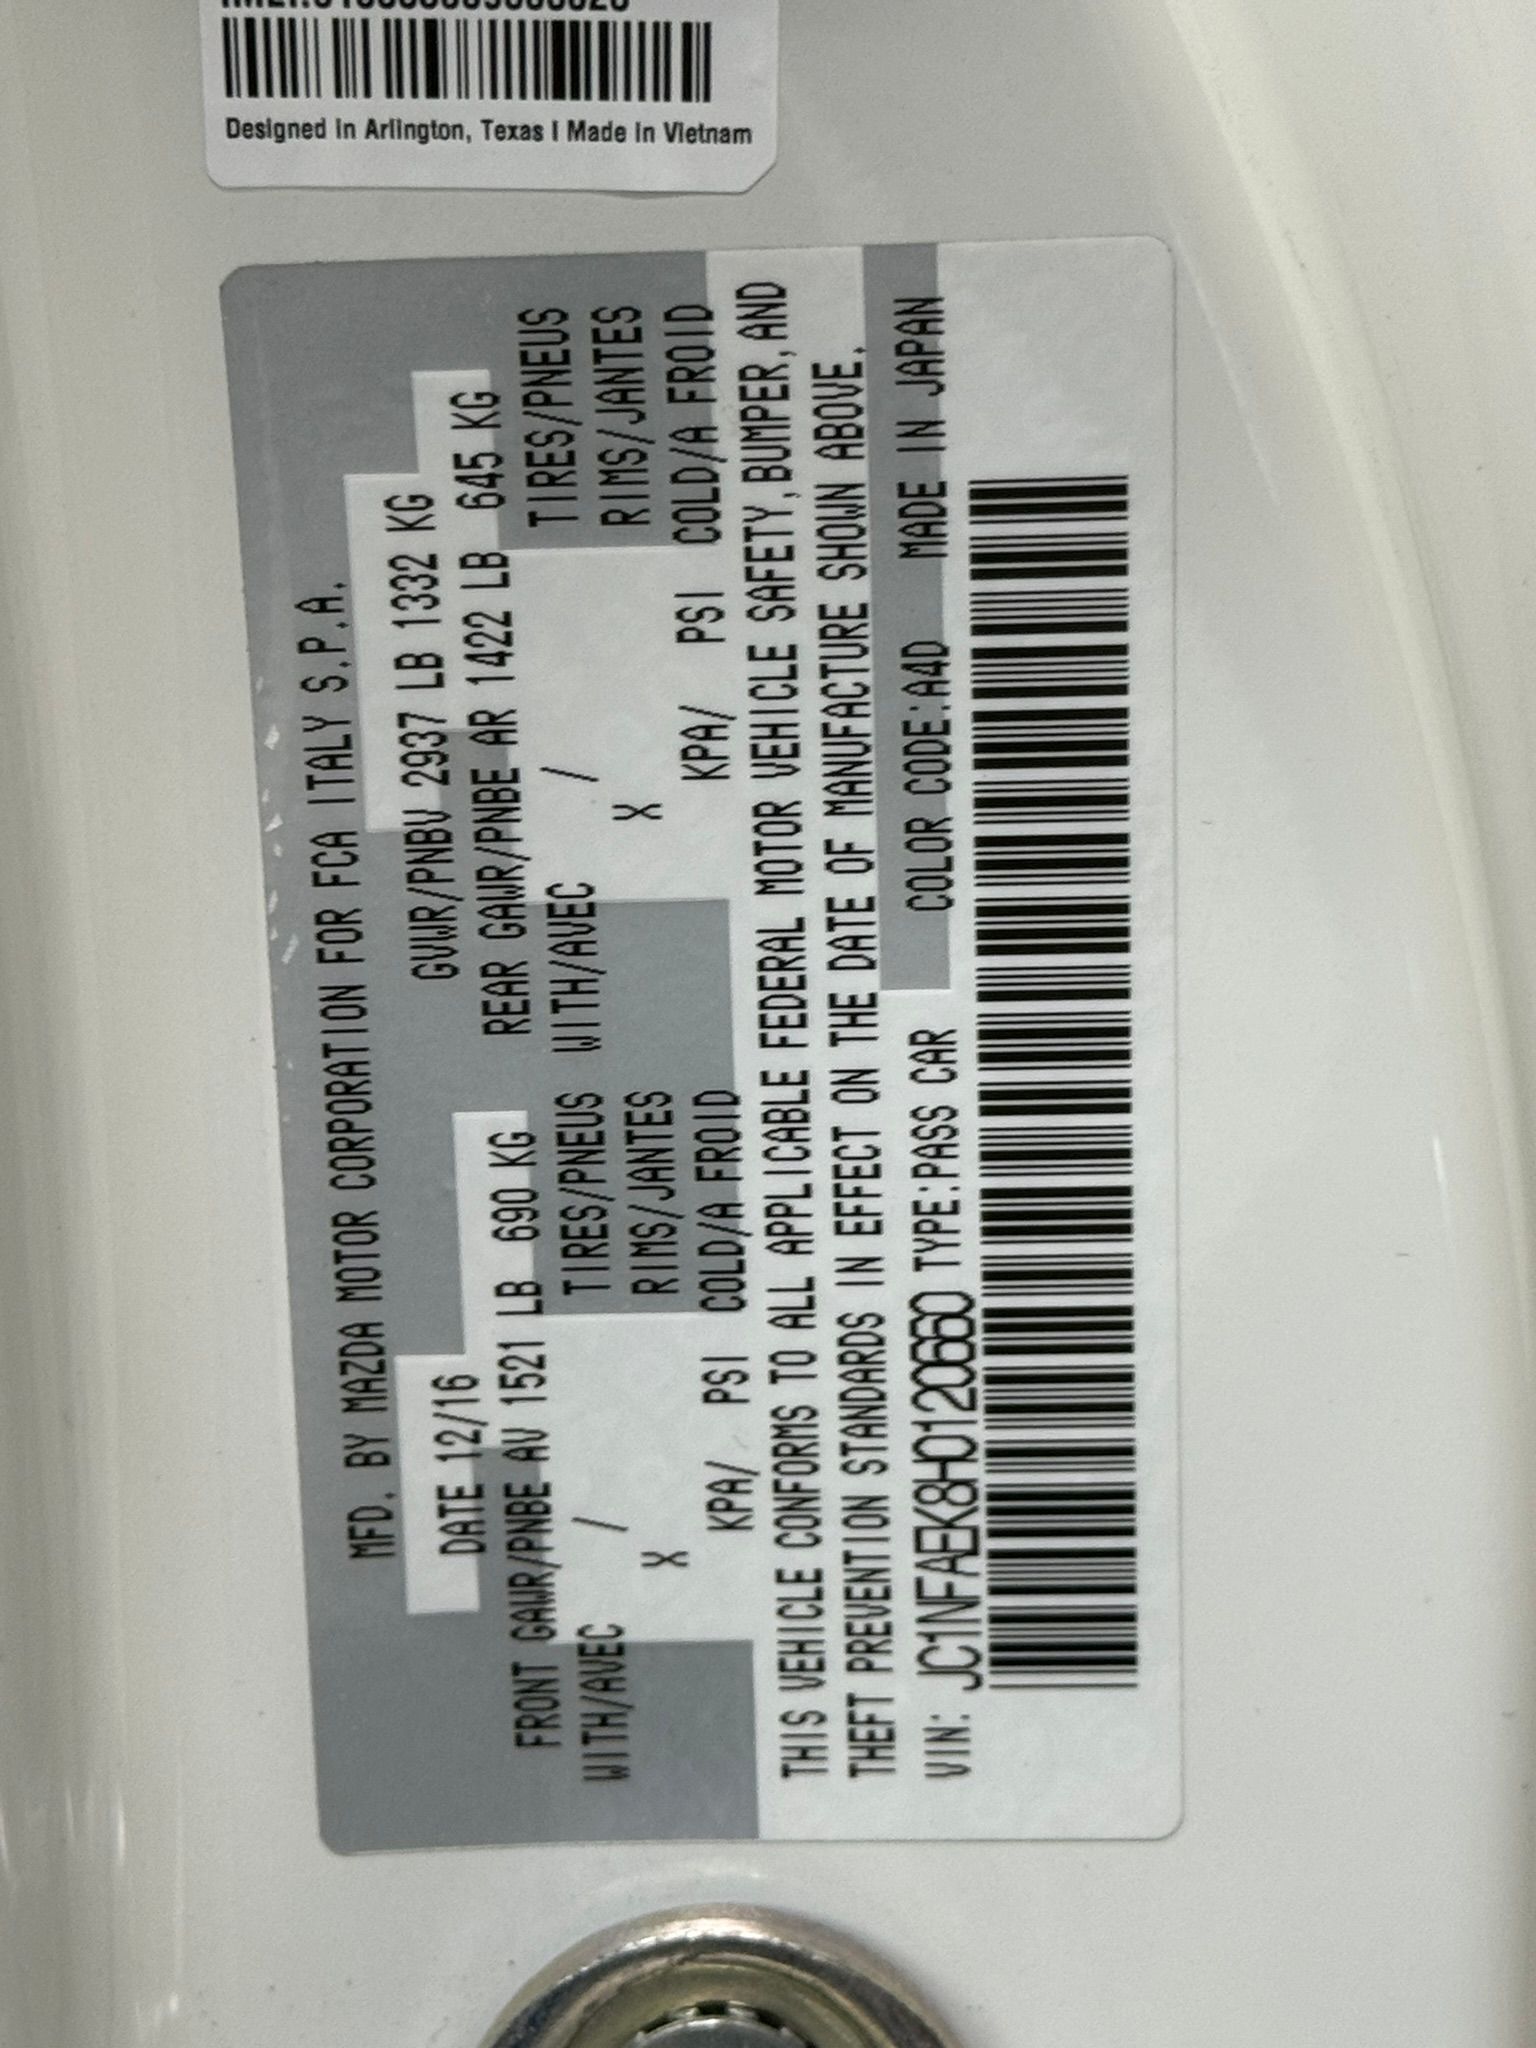 Designed in Arlington, Texas | Made in Vietnam
MFD. BY MAZDA MOTOR CORPORATION FOR FCA ITALY S.P.A.
DATE 12/16 GVWR/PNBV 2937 LB 1332 KG
FRONT GAWR/PNBE AV 1521 LB 690 KG REAR GAWR/PNBE AR 1422 LB 645 KG
WITH/AVEC / TIRES/PNEUS WITH/AVEC / TIRES/PNEUS
X RIMS/JANTES X RIMS/JANTES
KPA/ PSI COLD/A FROID KPA/ PSI COLD/A FROID
THIS VEHICLE CONFORMS TO ALL APPLICABLE FEDERAL MOTOR VEHICLE SAFETY,BUMPER,AND
THEFT PREVENTION STANDARDS IN EFFECT ON THE DATE OF MANUFACTURE SHOWN ABOVE.
VIN: JC1NFAEK8H0120660 TYPE:PASS CAR COLOR CODE:A4D MADE IN JAPAN